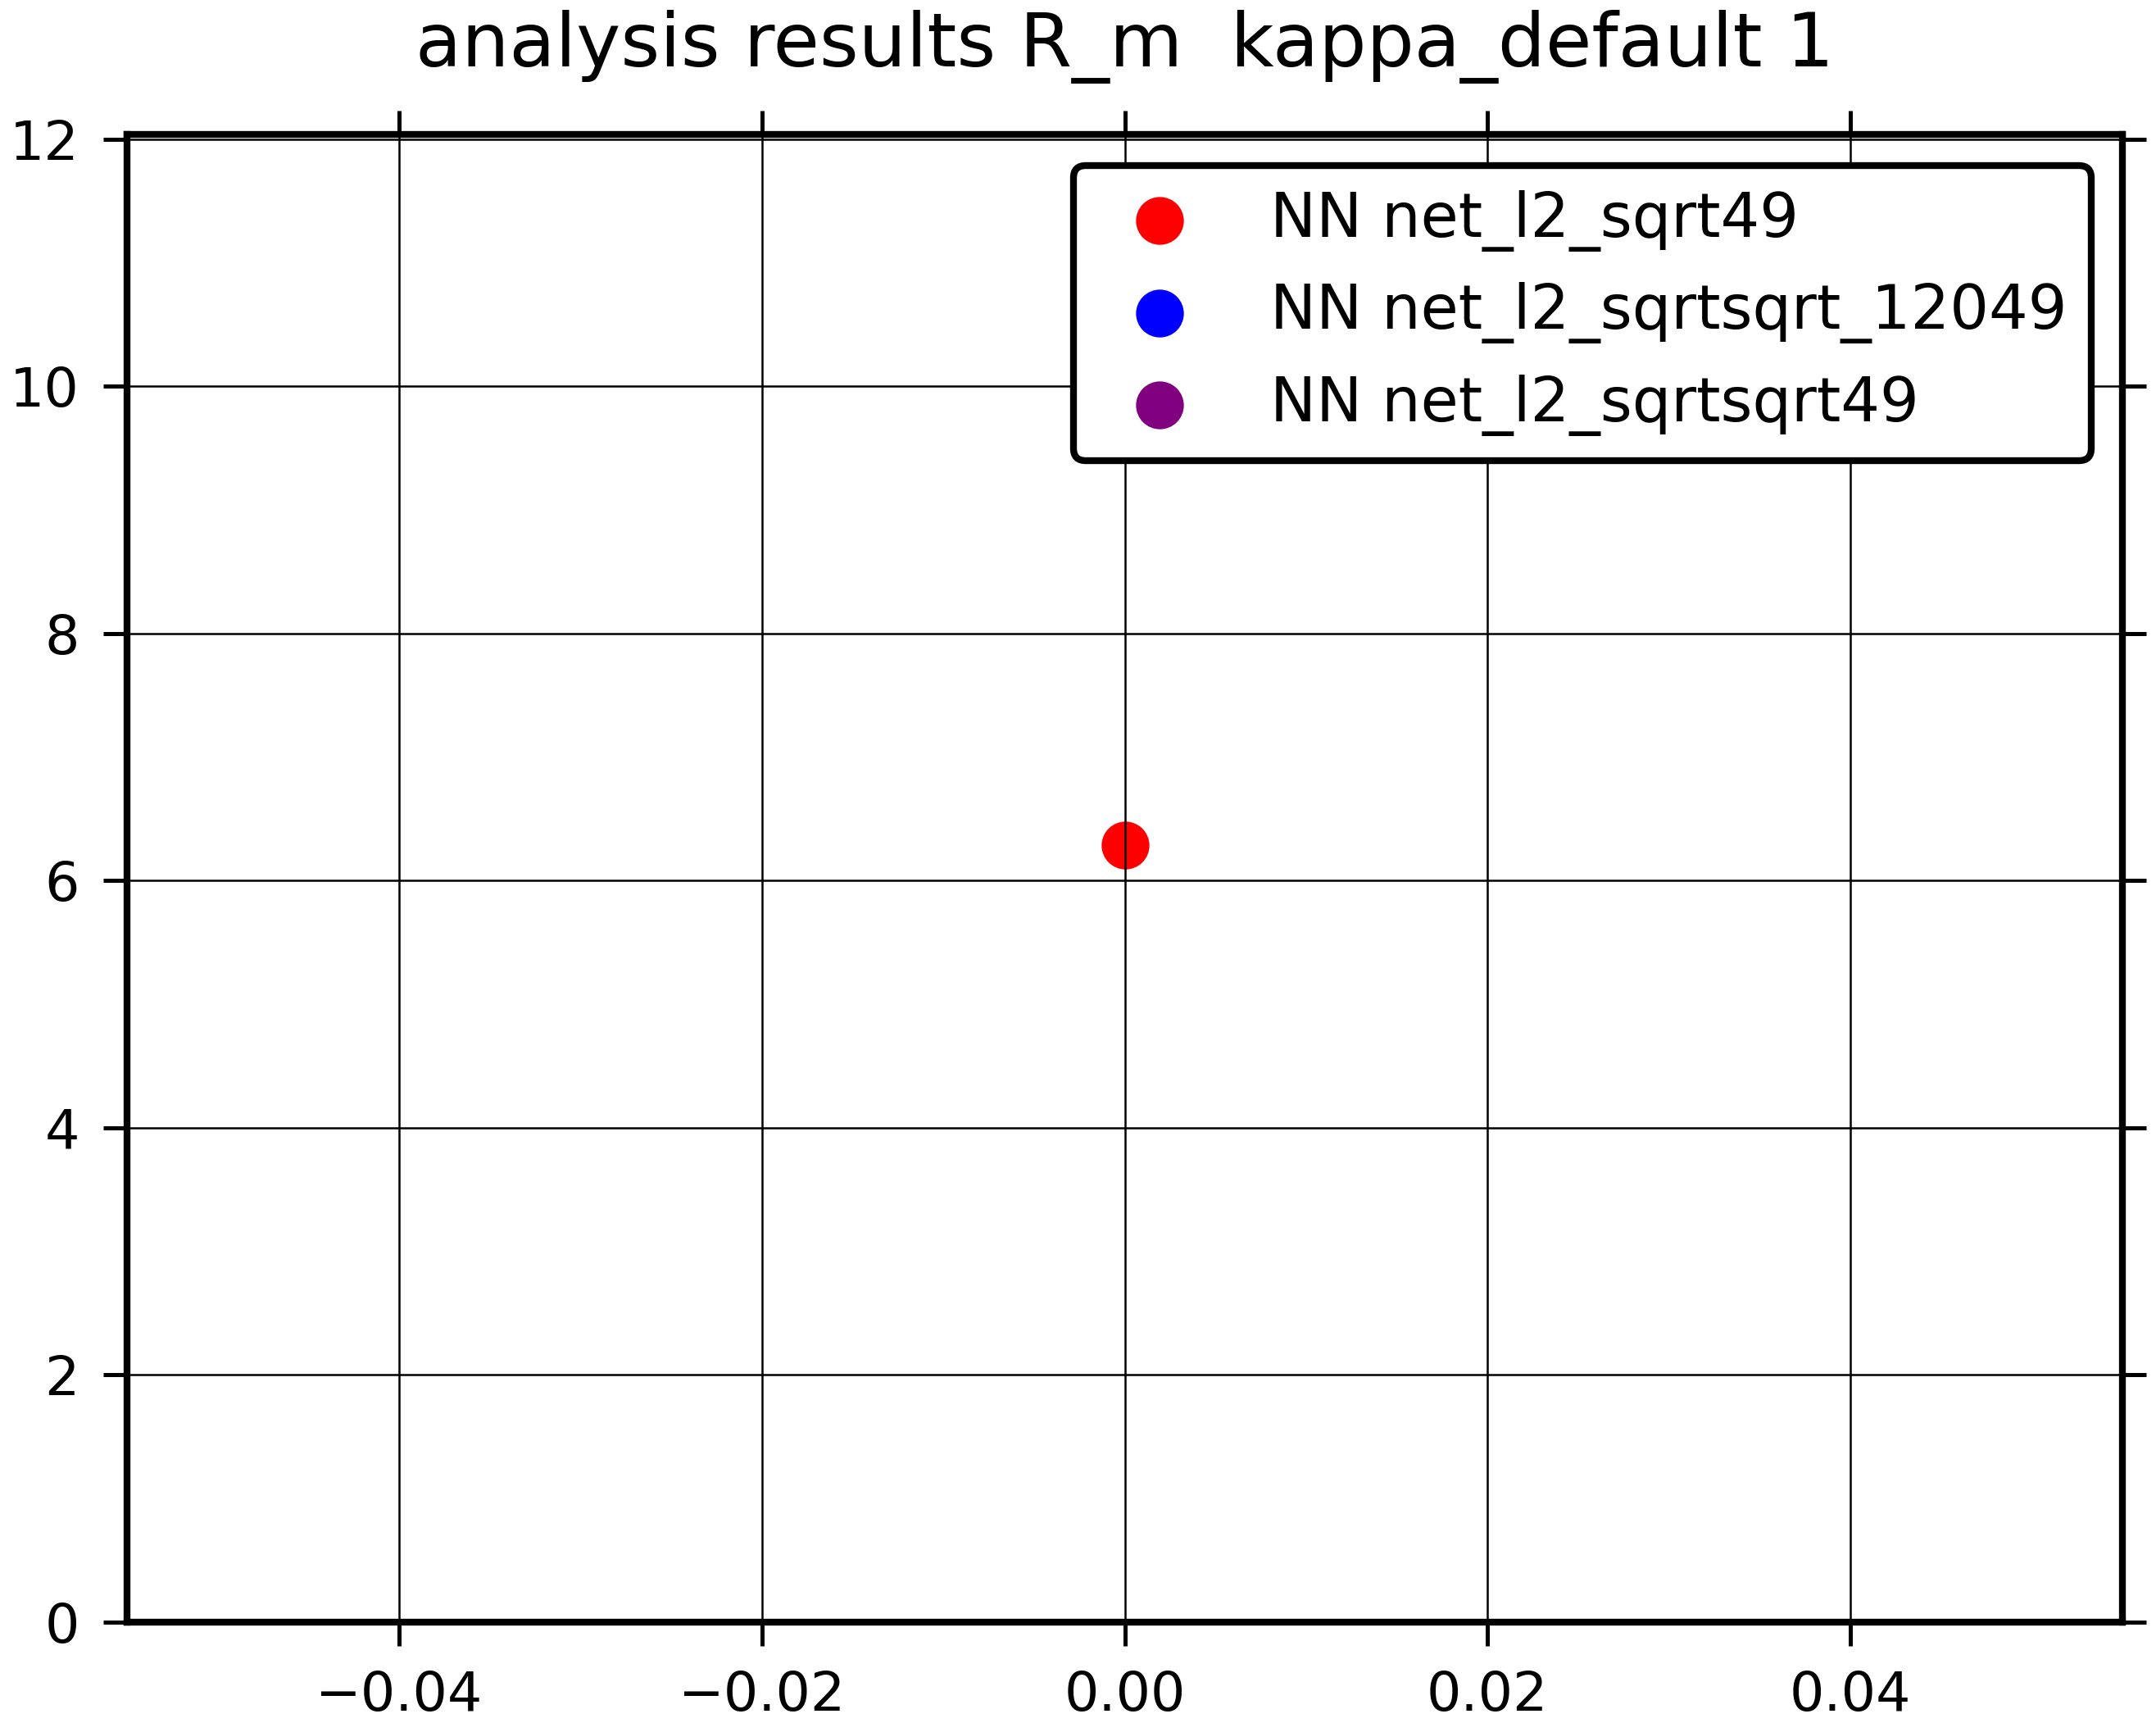 analysis results R_m  kappa_default 1
12
10
8
6
4
2
0
NN net_l2_sqrt49
NN net_l2_sqrtsqrt_12049
NN net_l2_sqrtsqrt49
−0.04 −0.02 0.00 0.02 0.04